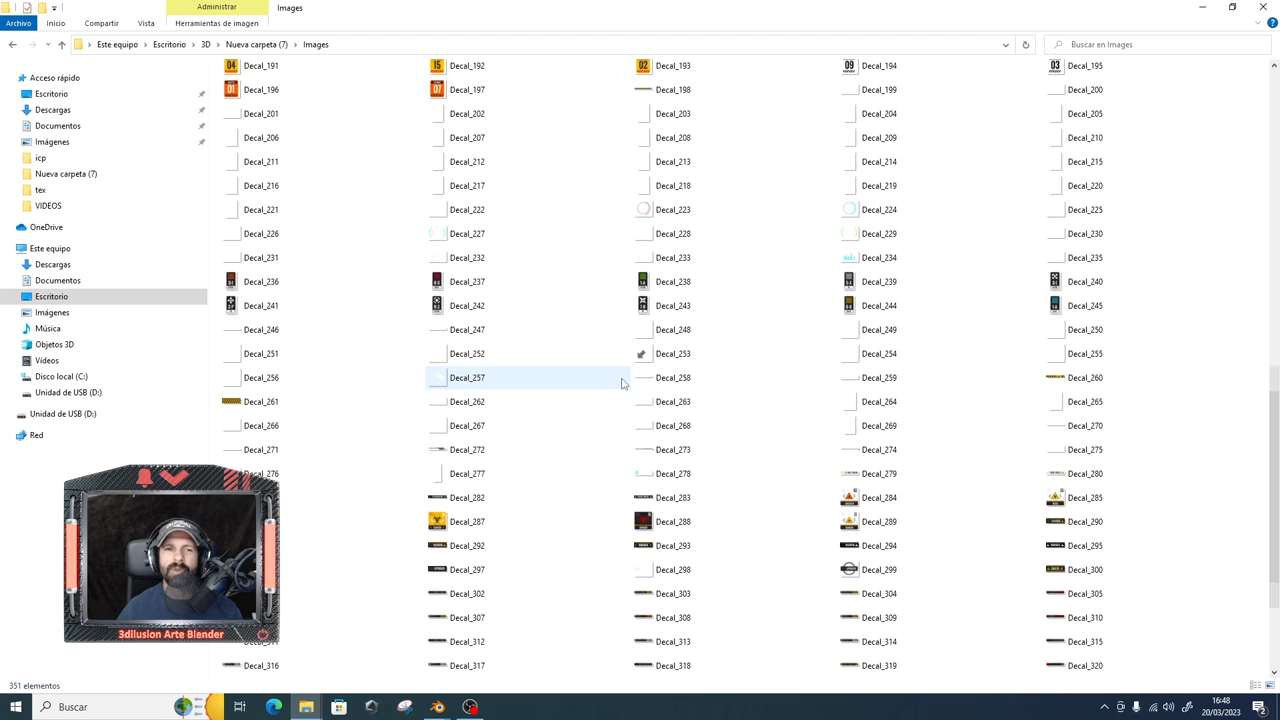 Administrar
Images
Archivo
Inicio
Compartir
Vista
Herramientas de imagen
Este equipo
Escritorio
3D
Nueva carpeta (7)
Images
Buscar en Images
Acceso rápido
Escritorio
Descargas
Documentos
Imágenes
icp
Nueva carpeta (7)
tex
VIDEOS
OneDrive
Este equipo
Descargas
Documentos
Escritorio
Imágenes
Música
Objetos 3D
Vídeos
Disco local (C:)
Unidad de USB (D:)
Unidad de USB (D:)
Red
04 Decal_191 15 Decal_192 02 Decal_193 09 Decal_194 03 Decal_195
01 Decal_196 07 Decal_197 Decal_198 Decal_199 Decal_200
Decal_201 Decal_202 Decal_203 Decal_204 Decal_205
Decal_206 Decal_207 Decal_208 Decal_209 Decal_210
Decal_211 Decal_212 Decal_213 Decal_214 Decal_215
Decal_216 Decal_217 Decal_218 Decal_219 Decal_220
Decal_221 Decal_222 Decal_223 Decal_224 Decal_225
Decal_226 Decal_227 Decal_228 Decal_229 Decal_230
Decal_231 Decal_232 Decal_233 Decal_234 Decal_235
Decal_236 Decal_237 Decal_238 Decal_239 Decal_240
Decal_241 Decal_242 Decal_243 Decal_244 Decal_245
Decal_246 Decal_247 Decal_248 Decal_249 Decal_250
Decal_251 Decal_252 Decal_253 Decal_254 Decal_255
Decal_256 Decal_257 Decal_258 Decal_259 Decal_260
Decal_261 Decal_262 Decal_263 Decal_264 Decal_265
Decal_266 Decal_267 Decal_268 Decal_269 Decal_270
Decal_271 Decal_272 Decal_273 Decal_274 Decal_275
Decal_276 Decal_277 Decal_278 Decal_279 Decal_280
Decal_282 Decal_283 Decal_284 Decal_285
Decal_287 Decal_288 Decal_289 Decal_290
Decal_292 Decal_293 Decal_294 Decal_295
Decal_297 Decal_298 Decal_299 Decal_300
Decal_302 Decal_303 Decal_304 Decal_305
Decal_307 Decal_308 Decal_309 Decal_310
Decal_312 Decal_313 Decal_314 Decal_315
Decal_316 Decal_317 Decal_318 Decal_319 Decal_320
3dilusion Arte Blender
351 elementos
Buscar
16:48
20/03/2023
2